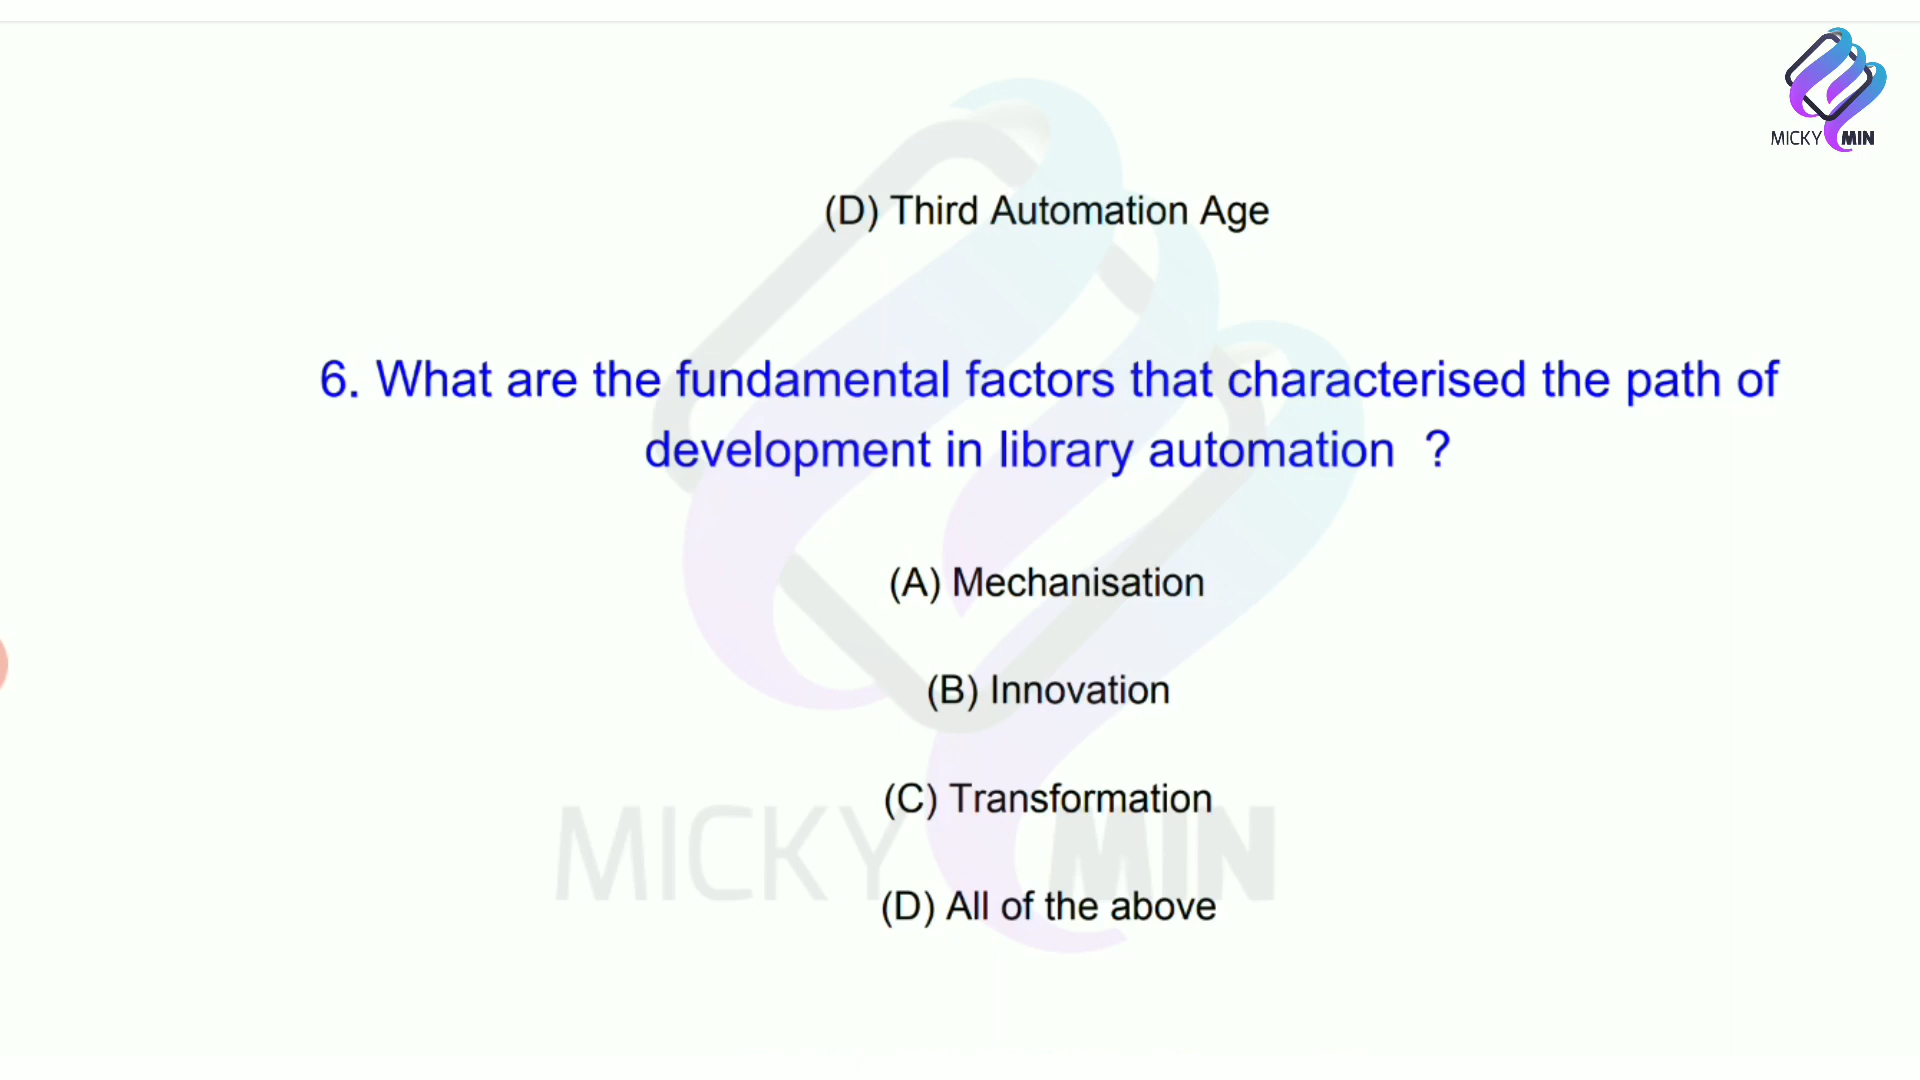 MICKY MIN
(D) Third Automation Age
6. What are the fundamental factors that characterised the path of
development in library automation ?
(A) Mechanisation
(B) Innovation
(C) Transformation
(D) All of the above
MICKY MIN